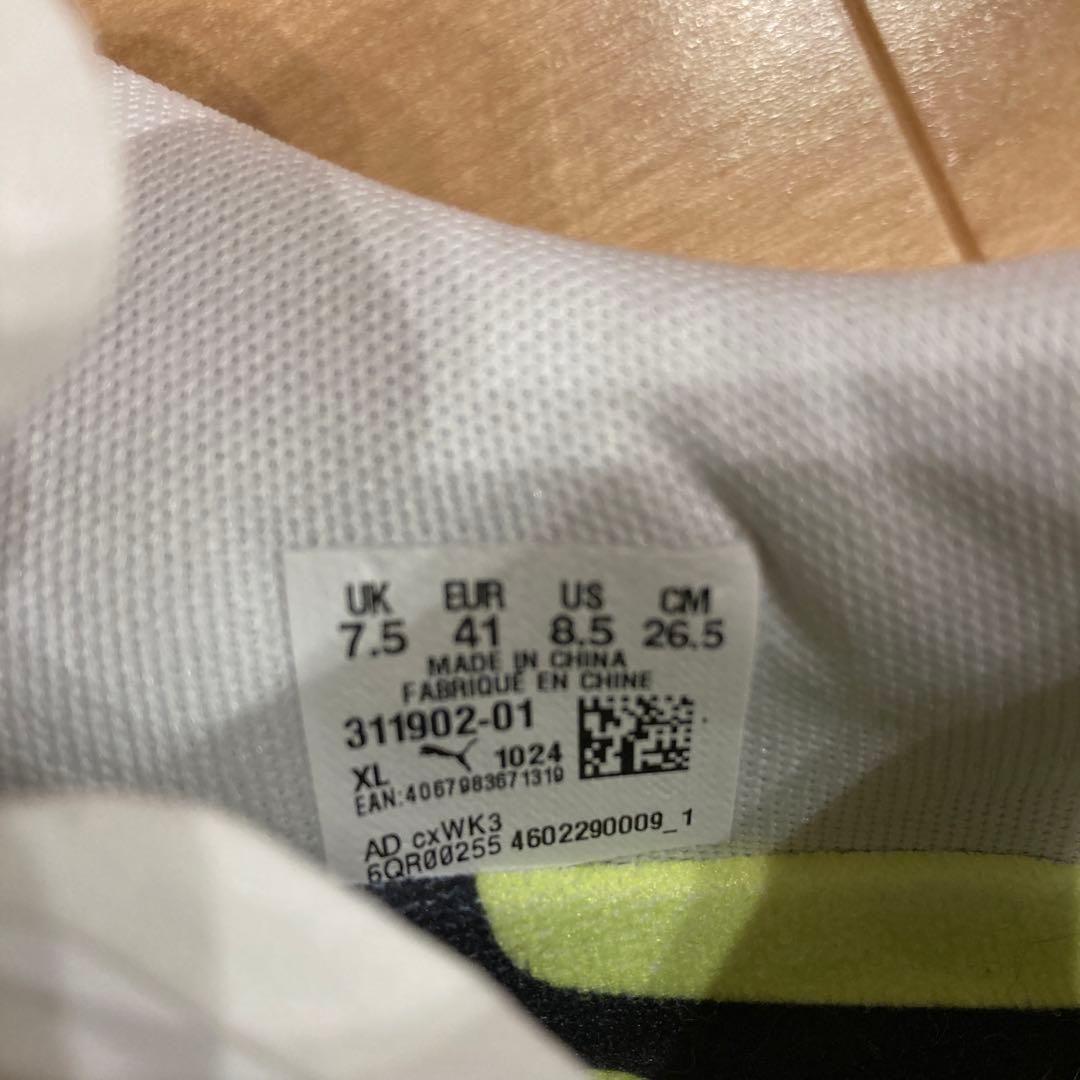 UK EUR US CM
7.5 41 8.5 26.5
MADE IN CHINA
FABRIQUÉ EN CHINE
311902-01
XL 1024
EAN:4067983671319
AD cxWK3
6QR00255 4602290009_1